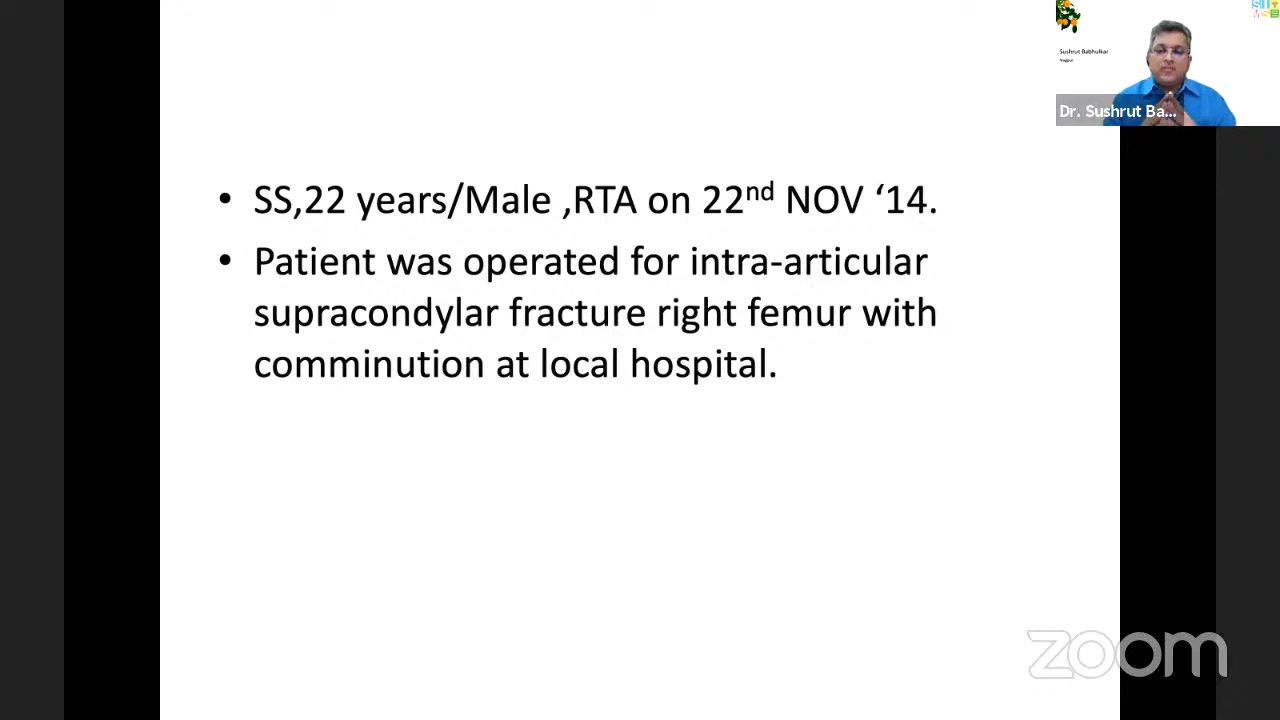 Sushrut Babhulkar
Nagpur
Dr. Sushrut Ba...
• SS,22 years/Male ,RTA on 22nd NOV ‘14.
• Patient was operated for intra-articular
supracondylar fracture right femur with
comminution at local hospital.
zoom